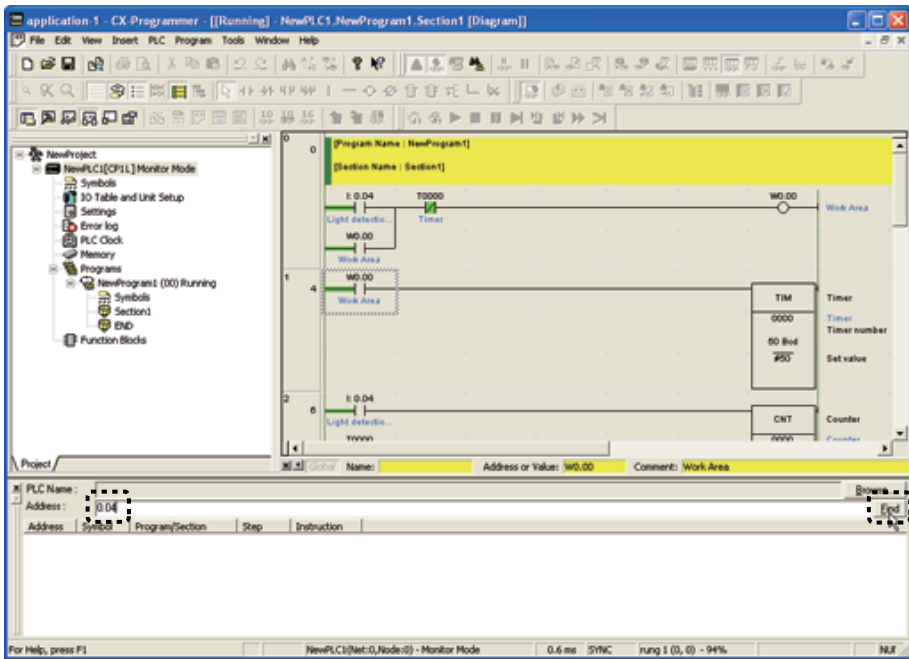 application-1 - CX-Programmer - [[Running] - NewPLC1.NewProgram1.Section1 [Diagram]]
File Edit View Insert PLC Program Tools Window Help
NewProject
NewPLC1[CP1L] Monitor Mode
Symbols
IO Table and Unit Setup
Settings
Error log
PLC Clock
Memory
Programs
NewProgram1 (00) Running
Symbols
Section1
END
Function Blocks
Project
0
0
[Program Name : NewProgram1]
[Section Name : Section1]
I: 0.04 T0000 W0.00
Light detectio... Timer Work Area
W0.00
Work Area
1
4
W0.00
Work Area
TIM Timer
0000 Timer
Timer number
60 Bcd
#50 Set value
2
6
I: 0.04
Light detectio...
T0000
CNT Counter
0000 Counter
Global Name: Address or Value: W0.00 Comment: Work Area
PLC Name : Browse...
Address : 0.04 Find
Address Symbol Program/Section Step Instruction
For Help, press F1 NewPLC1(Net:0,Node:0) - Monitor Mode 0.6 ms SYNC rung 1 (0, 0) - 94% NUM